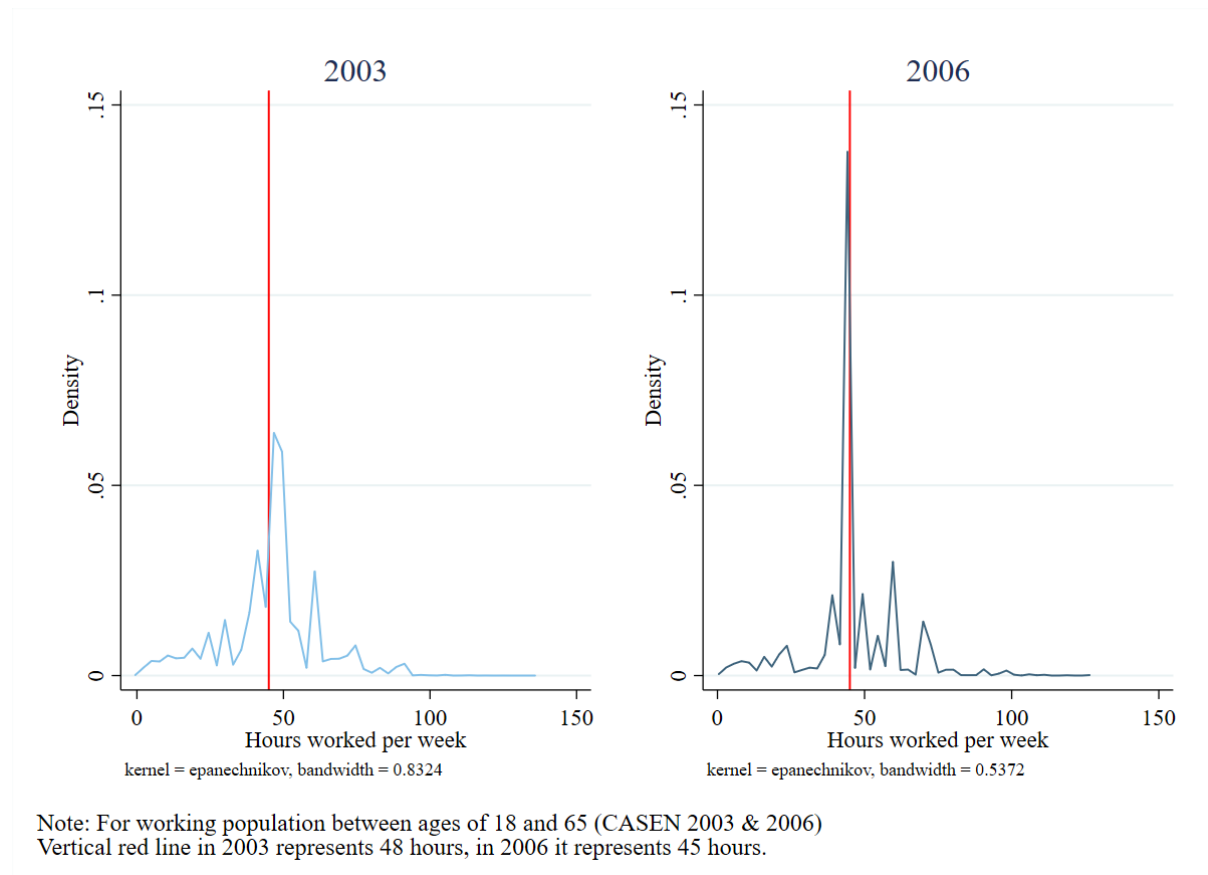 2003
.15
.1
.05
0
Density
0 50 100 150
Hours worked per week
kernel = epanechnikov, bandwidth = 0.8324
2006
.15
.1
.05
0
Density
0 50 100 150
Hours worked per week
kernel = epanechnikov, bandwidth = 0.5372
Note: For working population between ages of 18 and 65 (CASEN 2003 & 2006)
Vertical red line in 2003 represents 48 hours, in 2006 it represents 45 hours.